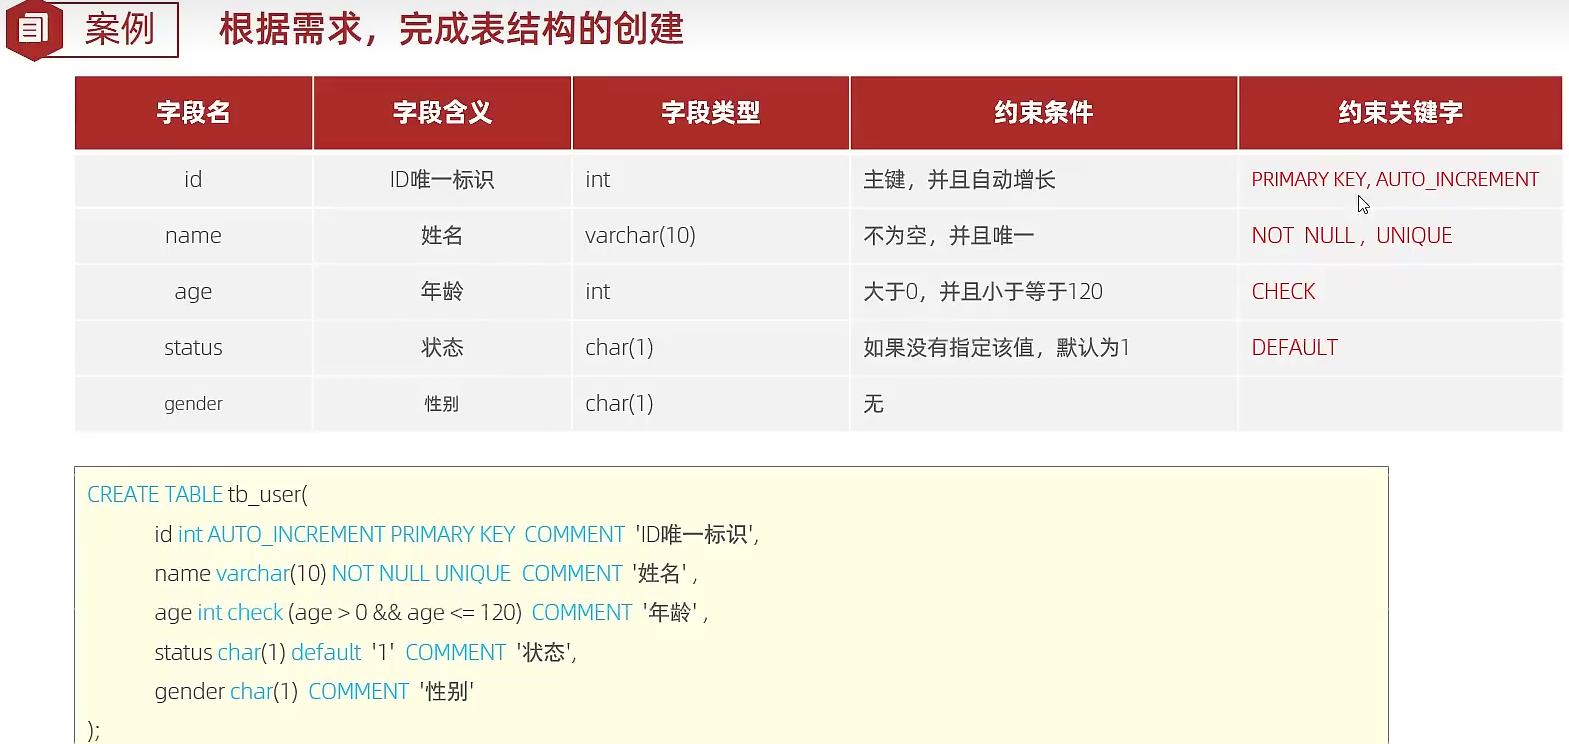 案例 根据需求，完成表结构的创建
字段名 字段含义 字段类型 约束条件 约束关键字
id ID唯一标识 int 主键，并且自动增长 PRIMARY KEY, AUTO_INCREMENT
name 姓名 varchar(10) 不为空，并且唯一 NOT NULL , UNIQUE
age 年龄 int 大于0，并且小于等于120 CHECK
status 状态 char(1) 如果没有指定该值，默认为1 DEFAULT
gender 性别 char(1) 无
CREATE TABLE tb_user(
id int AUTO_INCREMENT PRIMARY KEY COMMENT 'ID唯一标识',
name varchar(10) NOT NULL UNIQUE COMMENT '姓名' ,
age int check (age > 0 && age <= 120) COMMENT '年龄' ,
status char(1) default '1' COMMENT '状态',
gender char(1) COMMENT '性别'
);